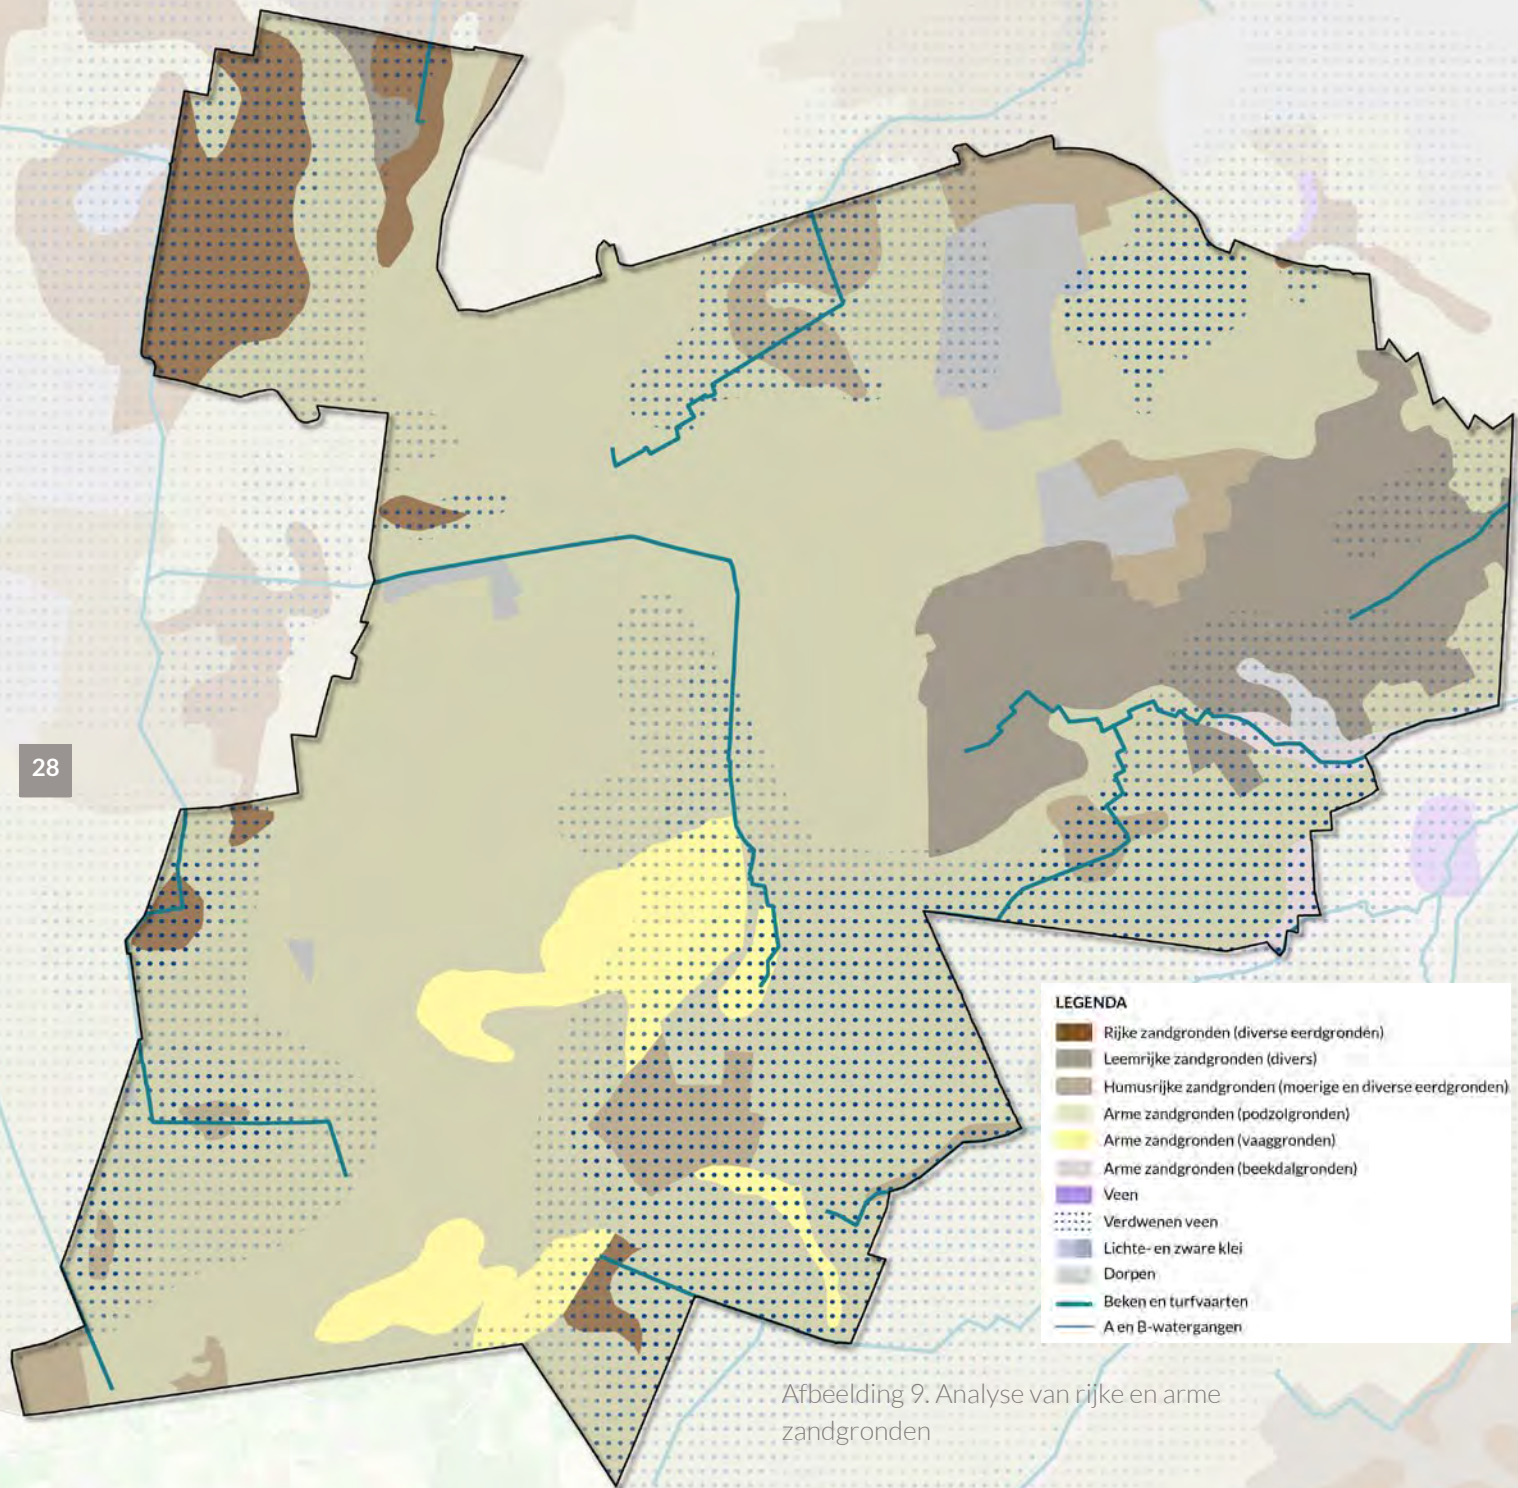 28
LEGENDA
Rijke zandgronden (diverse eerdgronden)
Leemrijke zandgronden (divers)
Humusrijke zandgronden (moerige en diverse eerdgronden)
Arme zandgronden (podzolgronden)
Arme zandgronden (vaaggronden)
Arme zandgronden (beekdalgronden)
Veen
Verdwenen veen
Lichte- en zware klei
Dorpen
Beken en turfvaarten
A en B-watergangen
Afbeelding 9. Analyse van rijke en arme
zandgronden